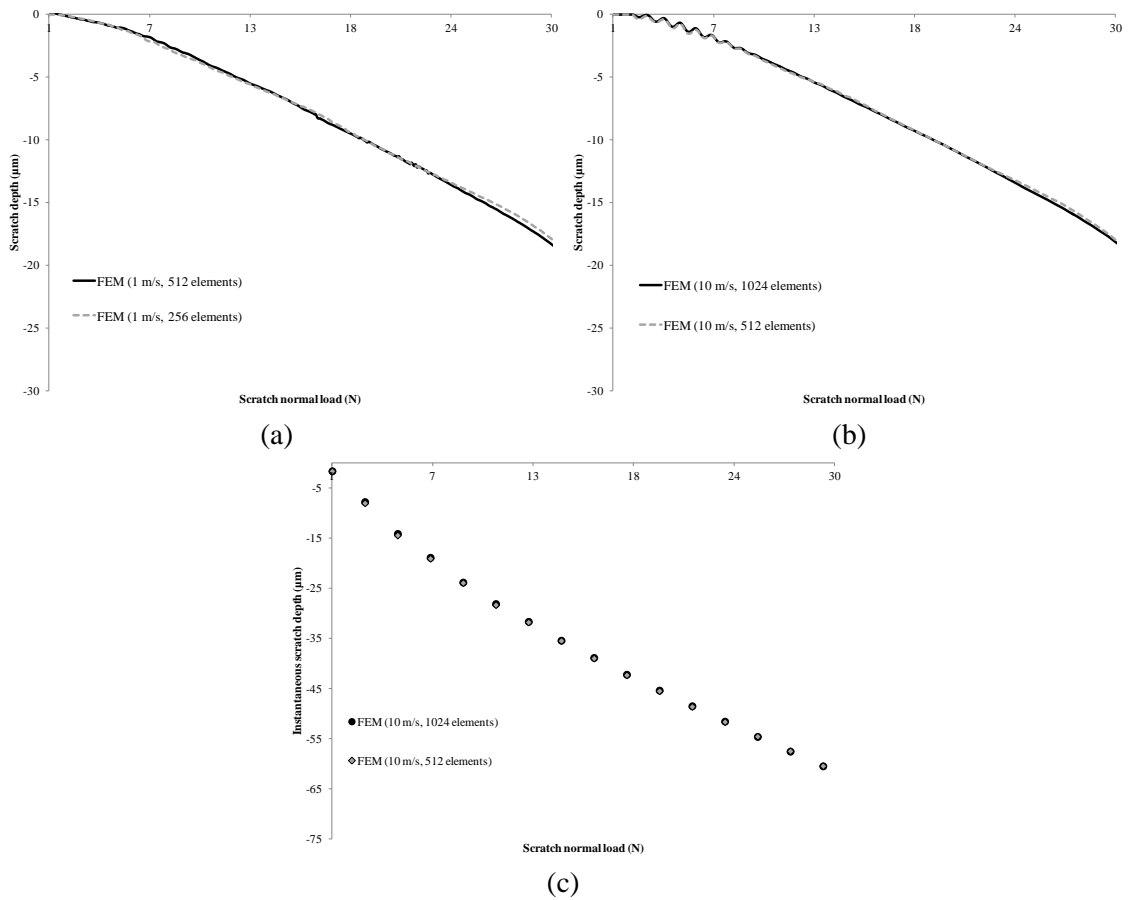 0
1
7
13
18
24
30
-5
-10
-15
-20
-25
-30
Scratch depth (μm)
FEM (1 m/s, 512 elements)
FEM (1 m/s, 256 elements)
Scratch normal load (N)
(a)
0
1
7
13
18
24
30
-5
-10
-15
-20
-25
-30
Scratch depth (μm)
FEM (10 m/s, 1024 elements)
FEM (10 m/s, 512 elements)
Scratch normal load (N)
(b)
1
7
13
18
24
30
-5
-15
-25
-35
-45
-55
-65
-75
Instantaneous scratch depth (μm)
FEM (10 m/s, 1024 elements)
FEM (10 m/s, 512 elements)
Scratch normal load (N)
(c)